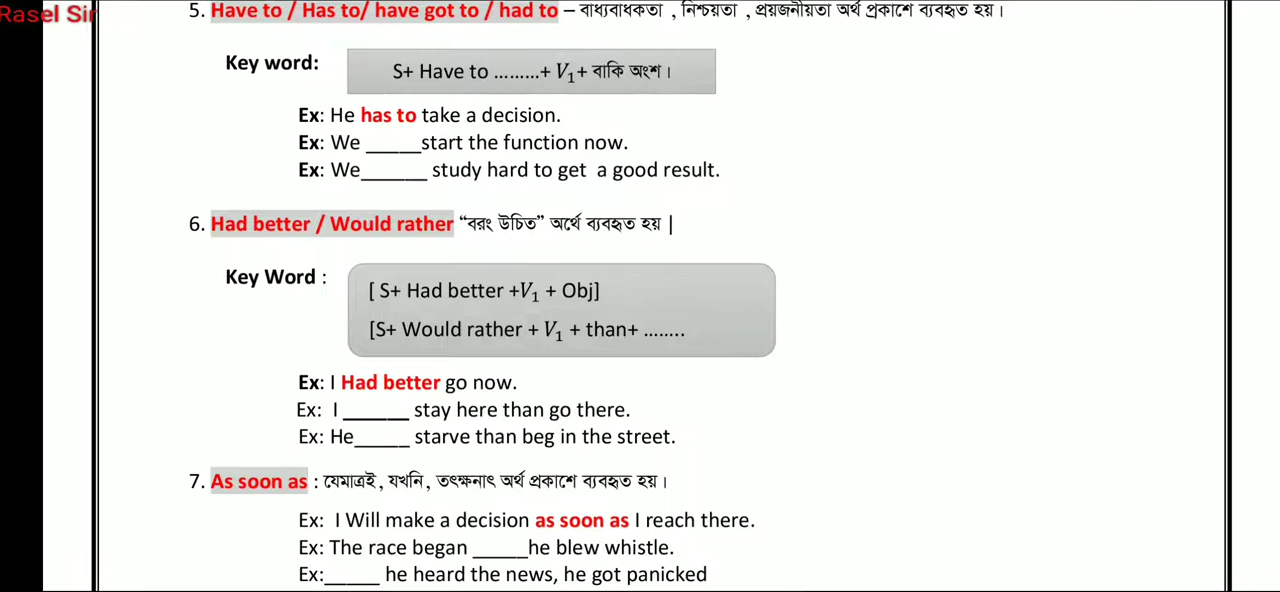 Rasel Sir
5. Have to / Has to/ have got to / had to – বাধ্যবাধকতা , নিশ্চয়তা , প্রয়জনীয়তা অর্থ প্রকাশে ব্যবহৃত হয়।
Key word:
S+ Have to .........+ V₁+ বাকি অংশ।
Ex: He has to take a decision.
Ex: We _____start the function now.
Ex: We______ study hard to get a good result.
6. Had better / Would rather “বরং উচিত” অর্থে ব্যবহৃত হয় |
Key Word :
[ S+ Had better +V₁ + Obj]
[S+ Would rather + V₁ + than+ ........
Ex: I Had better go now.
Ex: I ______ stay here than go there.
Ex: He_____ starve than beg in the street.
7. As soon as : যেমাত্রই, যখনি, তৎক্ষনাৎ অর্থ প্রকাশে ব্যবহৃত হয়।
Ex: I Will make a decision as soon as I reach there.
Ex: The race began _____he blew whistle.
Ex:_____ he heard the news, he got panicked